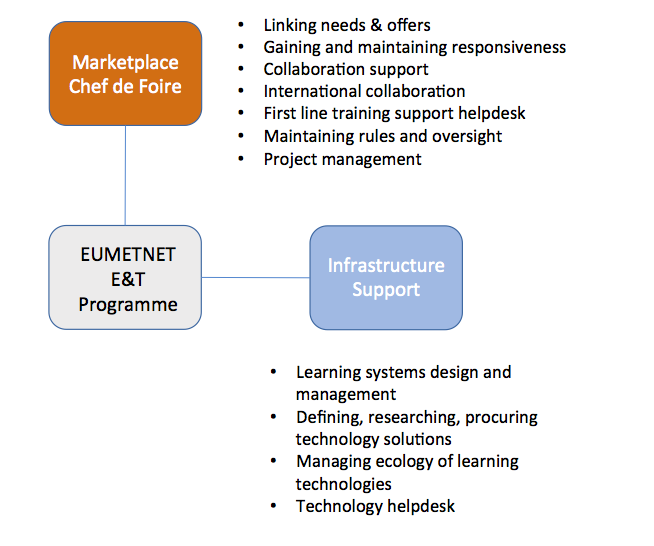 Marketplace
Chef de Foire
• Linking needs & offers
• Gaining and maintaining responsiveness
• Collaboration support
• International collaboration
• First line training support helpdesk
• Maintaining rules and oversight
• Project management
EUMETNET
E&T
Programme
Infrastructure
Support
• Learning systems design and
management
• Defining, researching, procuring
technology solutions
• Managing ecology of learning
technologies
• Technology helpdesk